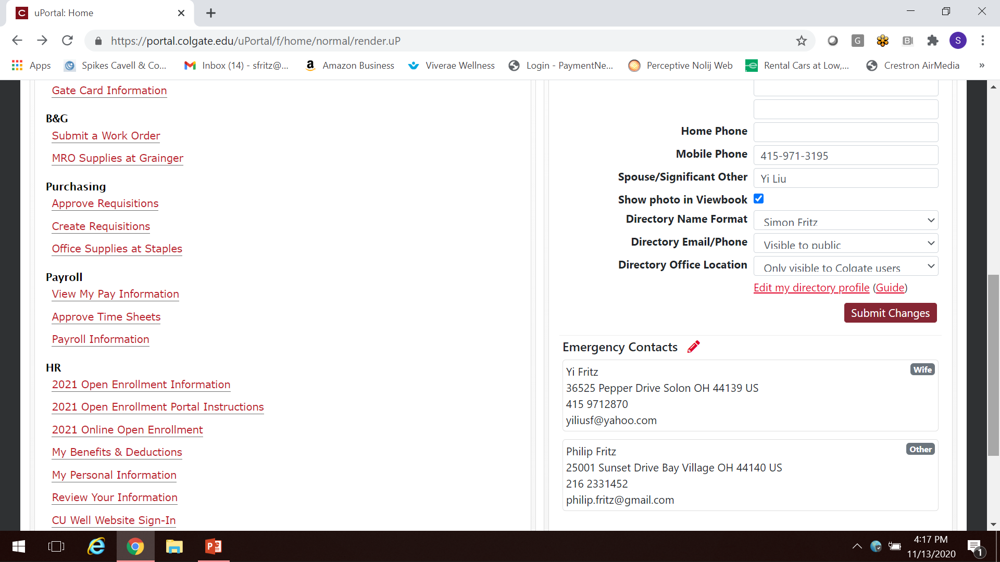 uPortal: Home
https://portal.colgate.edu/uPortal/f/home/normal/render.uP
G
B
S
Apps
Spikes Cavell & Co...
Inbox (14) - sfritz@...
Amazon Business
Viverae Wellness
Login - PaymentNe...
Perceptive Nolij Web
Rental Cars at Low,...
Crestron AirMedia
»
Gate Card Information
B&G
Submit a Work Order
MRO Supplies at Grainger
Purchasing
Approve Requisitions
Create Requisitions
Office Supplies at Staples
Payroll
View My Pay Information
Approve Time Sheets
Payroll Information
HR
2021 Open Enrollment Information
2021 Open Enrollment Portal Instructions
2021 Online Open Enrollment
My Benefits & Deductions
My Personal Information
Review Your Information
CU Well Website Sign-In
Home Phone
Mobile Phone 415-971-3195
Spouse/Significant Other Yi Liu
Show photo in Viewbook
Directory Name Format Simon Fritz
Directory Email/Phone Visible to public
Directory Office Location Only visible to Colgate users
Edit my directory profile (Guide)
Submit Changes
Emergency Contacts
Yi Fritz Wife
36525 Pepper Drive Solon OH 44139 US
415 9712870
yiliusf@yahoo.com
Philip Fritz Other
25001 Sunset Drive Bay Village OH 44140 US
216 2331452
philip.fritz@gmail.com
4:17 PM
11/13/2020
1